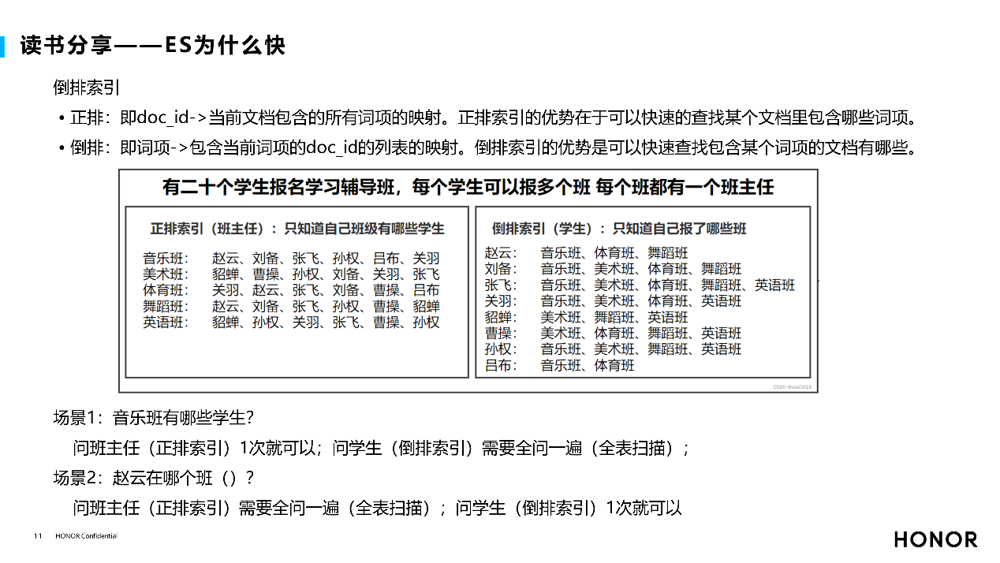 读书分享——ES为什么快
倒排索引
• 正排：即doc_id->当前文档包含的所有词项的映射。正排索引的优势在于可以快速的查找某个文档里包含哪些词项。
• 倒排：即词项->包含当前词项的doc_id的列表的映射。倒排索引的优势是可以快速查找包含某个词项的文档有哪些。
有二十个学生报名学习辅导班，每个学生可以报多个班 每个班都有一个班主任
正排索引（班主任）：只知道自己班级有哪些学生
音乐班： 赵云、刘备、张飞、孙权、吕布、关羽
美术班： 貂蝉、曹操、孙权、刘备、关羽、张飞
体育班： 关羽、赵云、张飞、刘备、曹操、吕布
舞蹈班： 赵云、刘备、张飞、孙权、曹操、貂蝉
英语班： 貂蝉、孙权、关羽、张飞、曹操、孙权
倒排索引（学生）：只知道自己报了哪些班
赵云： 音乐班、体育班、舞蹈班
刘备： 音乐班、美术班、体育班、舞蹈班
张飞： 音乐班、美术班、体育班、舞蹈班、英语班
关羽： 音乐班、美术班、体育班、英语班
貂蝉： 美术班、舞蹈班、英语班
曹操： 美术班、体育班、舞蹈班、英语班
孙权： 音乐班、美术班、舞蹈班、英语班
吕布： 音乐班、体育班
CSDN
场景1：音乐班有哪些学生？
问班主任（正排索引）1次就可以；问学生（倒排索引）需要全问一遍（全表扫描）；
场景2：赵云在哪个班（）？
问班主任（正排索引）需要全问一遍（全表扫描）；问学生（倒排索引）1次就可以
11 HONOR Confidential
HONOR